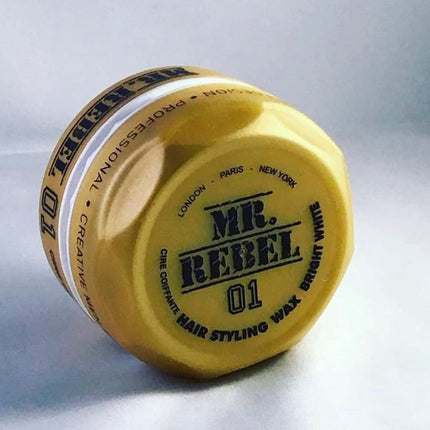 LONDON - PARIS - NEW YORK
MR.
REBEL
01
CIRE COIFFANTE
HAIR STYLING WAX BRIGHT WHITE
MR. REBEL 01
DESIGN • PROFESSIONAL • CREATIVE